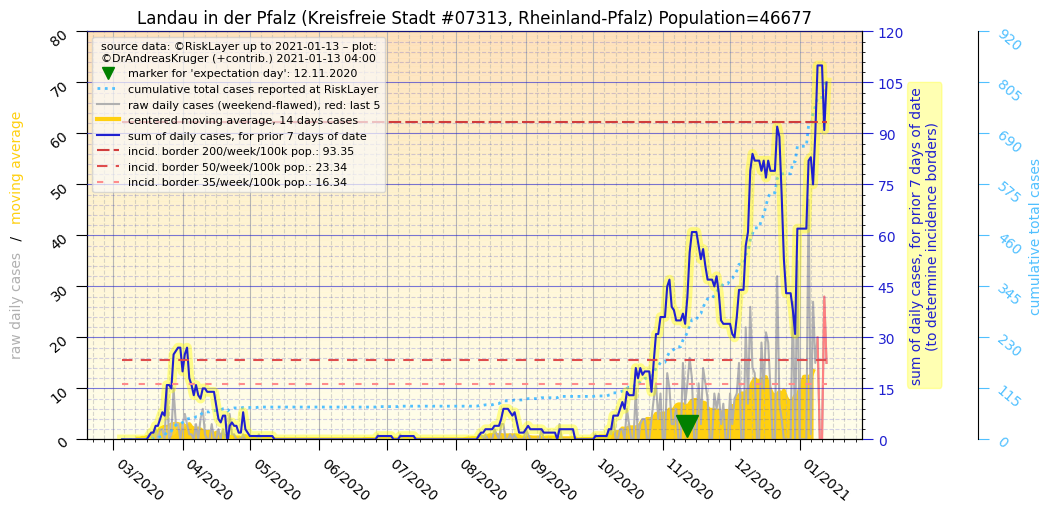 Landau in der Pfalz (Kreisfreie Stadt #07313, Rheinland-Pfalz) Population=46677
source data: ©RiskLayer up to 2021-01-13 – plot:
©DrAndreasKruger (+contrib.) 2021-01-13 04:00
marker for 'expectation day': 12.11.2020
cumulative total cases reported at RiskLayer
raw daily cases (weekend-flawed), red: last 5
centered moving average, 14 days cases
sum of daily cases, for prior 7 days of date
incid. border 200/week/100k pop.: 93.35
incid. border 50/week/100k pop.: 23.34
incid. border 35/week/100k pop.: 16.34
raw daily cases / moving average
80
70
60
50
40
30
20
10
0
03/2020
04/2020
05/2020
06/2020
07/2020
08/2020
09/2020
10/2020
11/2020
12/2020
01/2021
120
105
90
75
60
45
30
15
0
sum of daily cases, for prior 7 days of date
(to determine incidence borders)
920
805
690
575
460
345
230
115
0
cumulative total cases